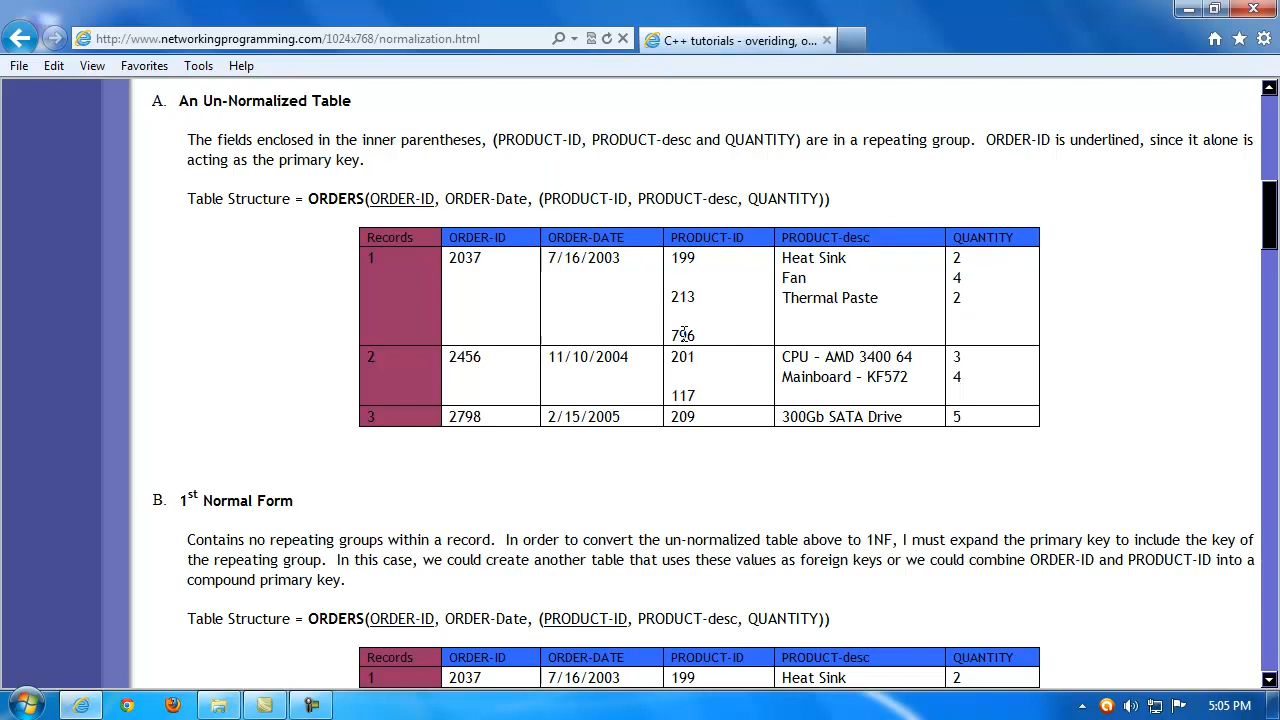 http://www.networkingprogramming.com/1024x768/normalization.html
C++ tutorials - overiding, o...
File Edit View Favorites Tools Help
A. An Un-Normalized Table
The fields enclosed in the inner parentheses, (PRODUCT-ID, PRODUCT-desc and QUANTITY) are in a repeating group. ORDER-ID is underlined, since it alone is
acting as the primary key.
Table Structure = ORDERS(ORDER-ID, ORDER-Date, (PRODUCT-ID, PRODUCT-desc, QUANTITY))
Records ORDER-ID ORDER-DATE PRODUCT-ID PRODUCT-desc QUANTITY
1 2037 7/16/2003 199 Heat Sink 2
Fan 4
213 Thermal Paste 2
796
2 2456 11/10/2004 201 CPU - AMD 3400 64 3
Mainboard - KF572 4
117
3 2798 2/15/2005 209 300Gb SATA Drive 5
B. 1st Normal Form
Contains no repeating groups within a record. In order to convert the un-normalized table above to 1NF, I must expand the primary key to include the key of
the repeating group. In this case, we could create another table that uses these values as foreign keys or we could combine ORDER-ID and PRODUCT-ID into a
compound primary key.
Table Structure = ORDERS(ORDER-ID, ORDER-Date, (PRODUCT-ID, PRODUCT-desc, QUANTITY))
Records ORDER-ID ORDER-DATE PRODUCT-ID PRODUCT-desc QUANTITY
1 2037 7/16/2003 199 Heat Sink 2
5:05 PM